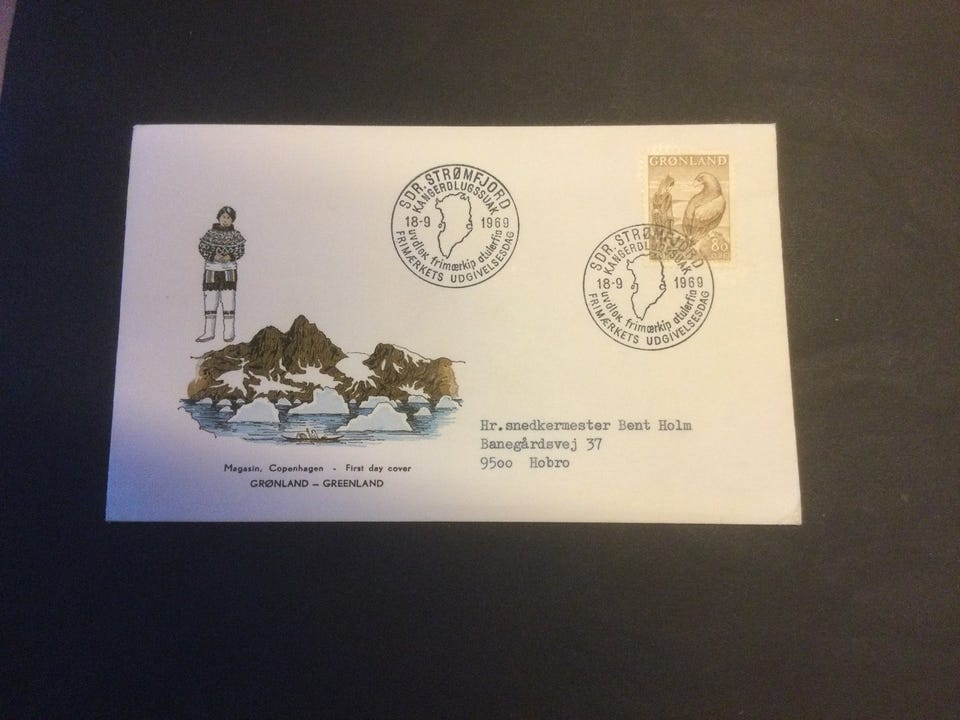 SDR. STRØMFJORD
KANGERDLUGSSUAK
18-9 1969
uvdlok frimærkip atulerfia
FRIMÆRKETS UDGIVELSESDAG
GRØNLAND
80
ØRE
SDR. STRØMFJORD
KANGERDLUGSSUAK
18-9 1969
uvdlok frimærkip atulerfia
FRIMÆRKETS UDGIVELSESDAG
Hr.snedkermester Bent Holm
Banegårdsvej 37
9500 Hobro
Magasin, Copenhagen - First day cover
GRØNLAND – GREENLAND